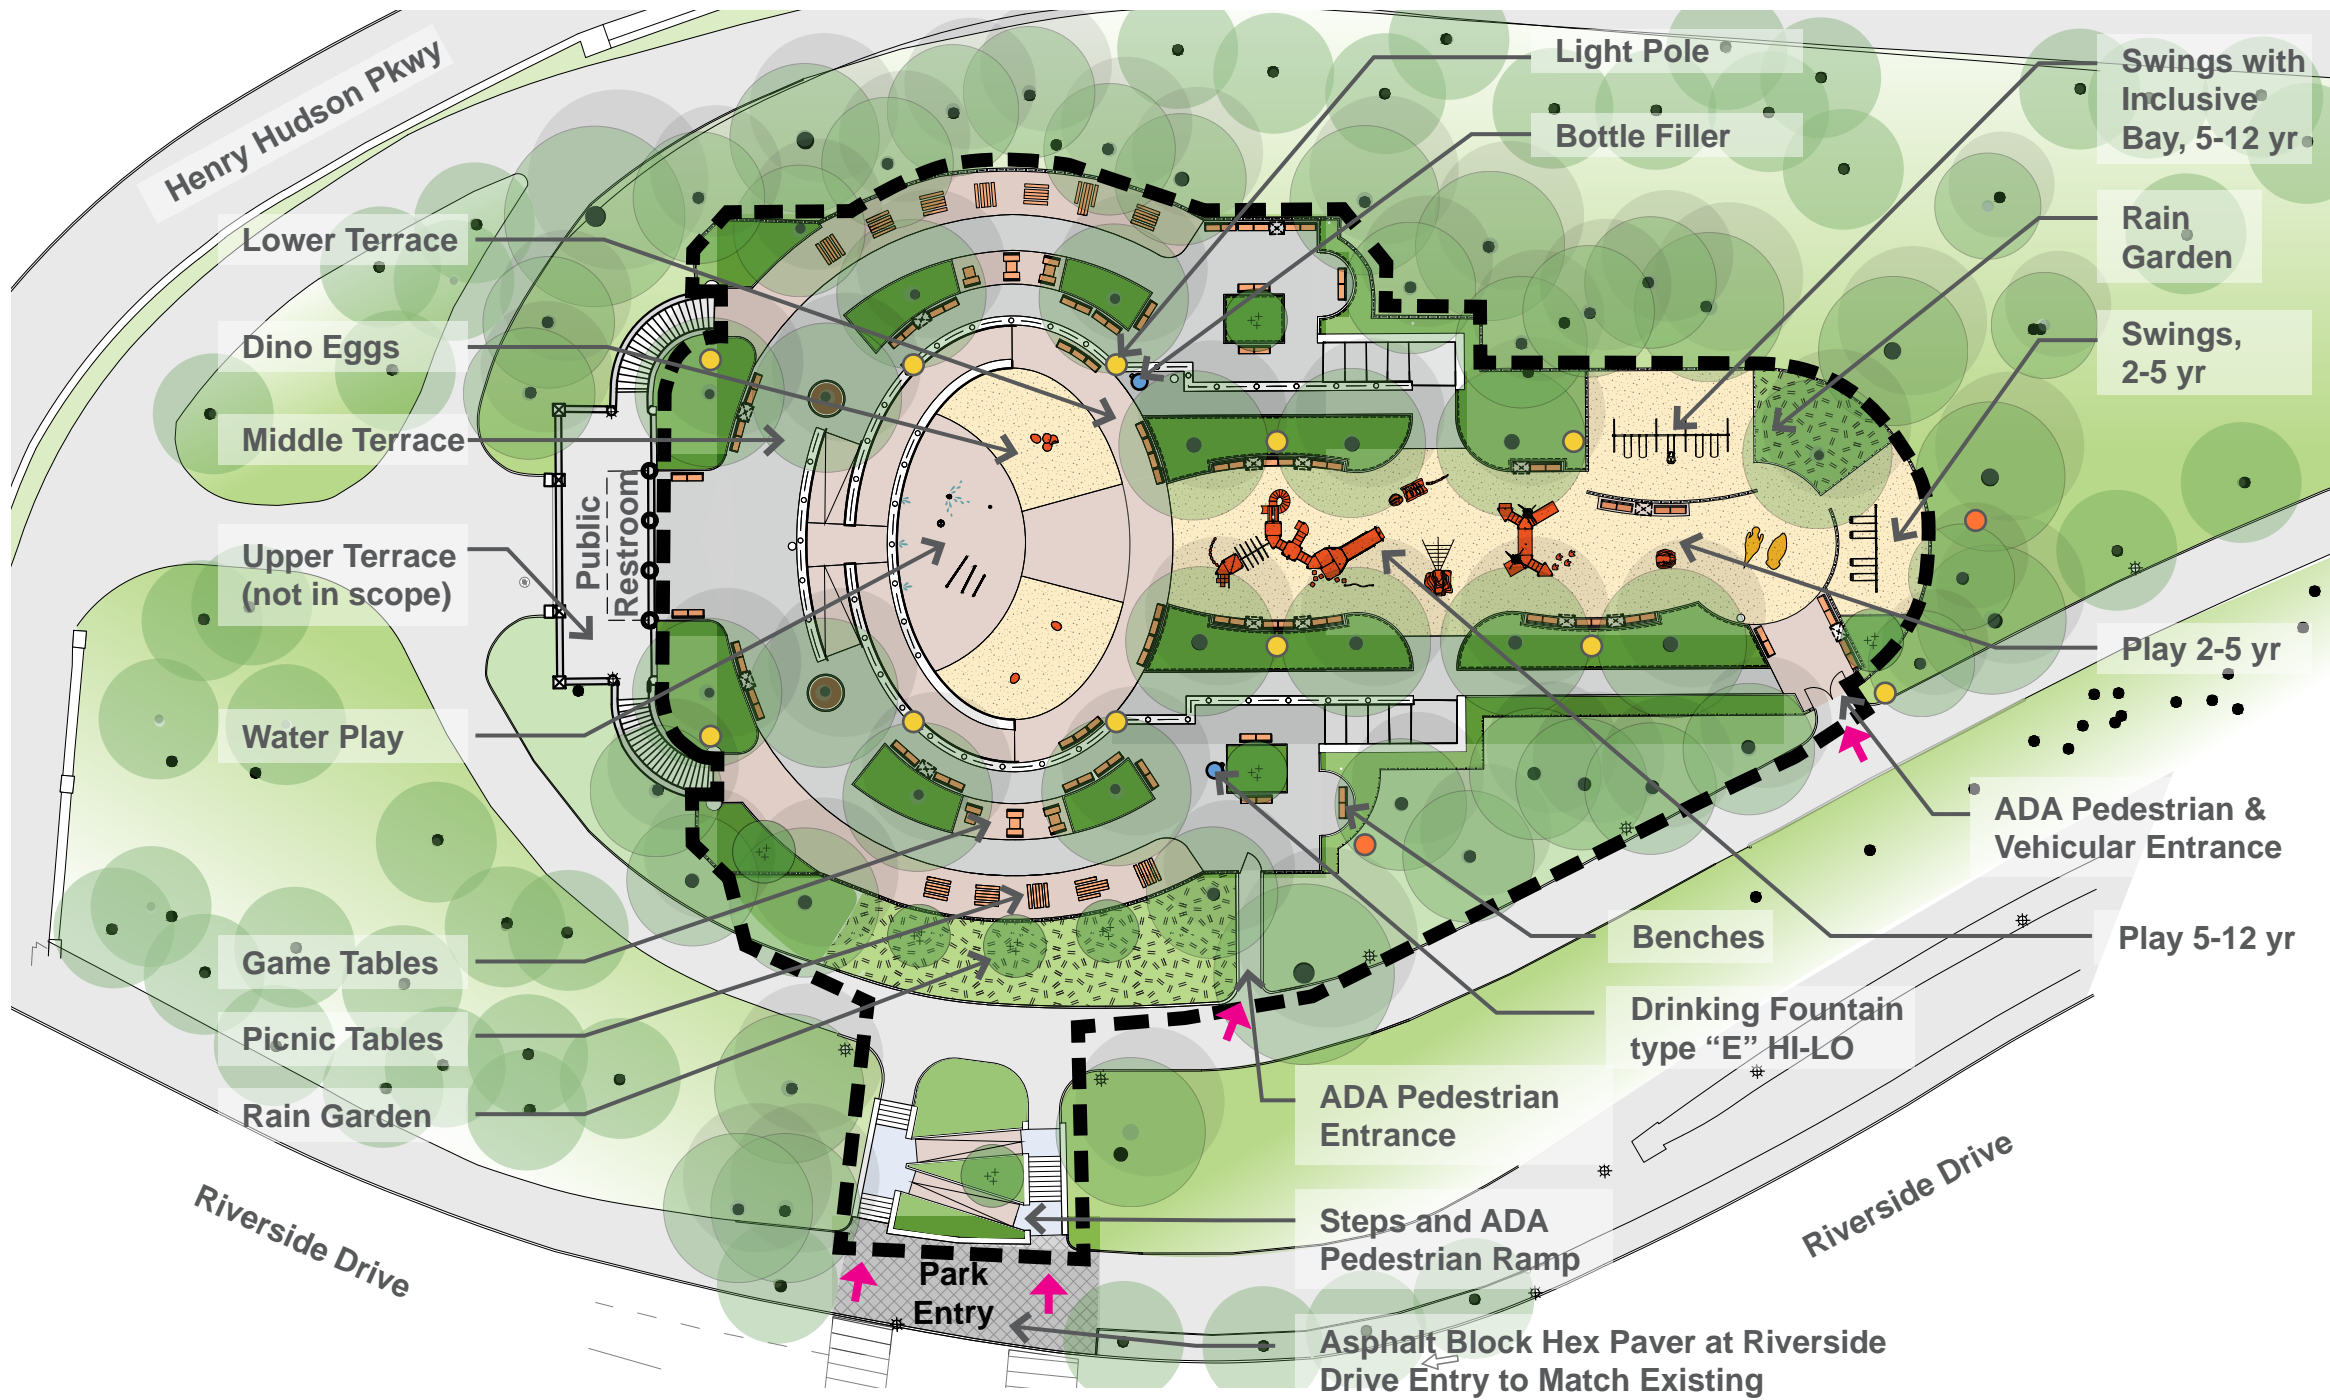 Henry Hudson Pkwy
Light Pole
Bottle Filler
Swings with
Inclusive
Bay, 5-12 yr
Rain
Garden
Swings,
2-5 yr
Lower Terrace
Dino Eggs
Middle Terrace
Upper Terrace
(not in scope)
Public
Restroom
Water Play
Game Tables
Picnic Tables
Rain Garden
Play 2-5 yr
ADA Pedestrian &
Vehicular Entrance
Play 5-12 yr
Benches
Drinking Fountain
type “E” HI-LO
ADA Pedestrian
Entrance
Steps and ADA
Pedestrian Ramp
Asphalt Block Hex Paver at Riverside
Drive Entry to Match Existing
Park
Entry
Riverside Drive
Riverside Drive